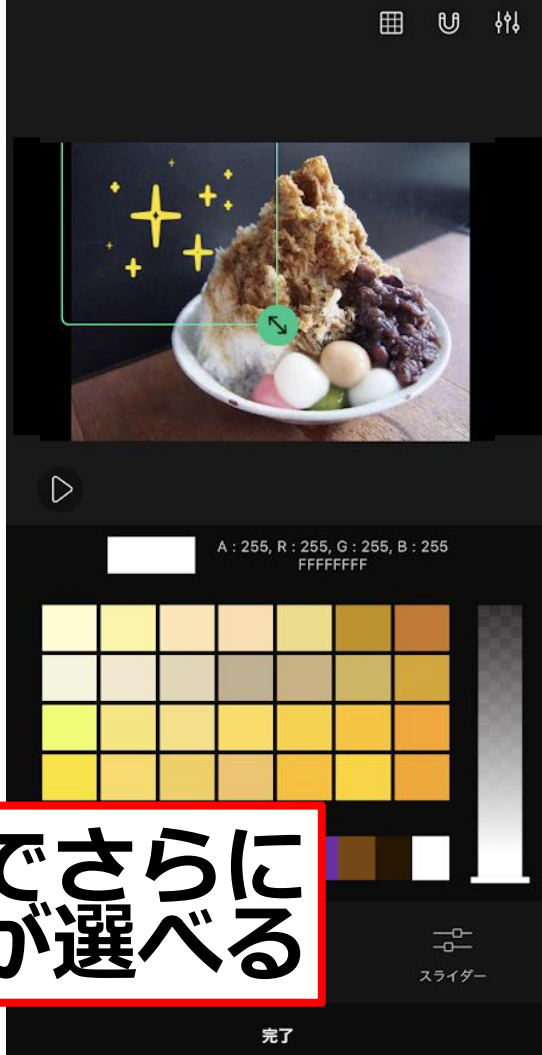 A : 255, R : 255, G : 255, B : 255
FFFFFFFF
でさらに
が選べる
スライダー
完了